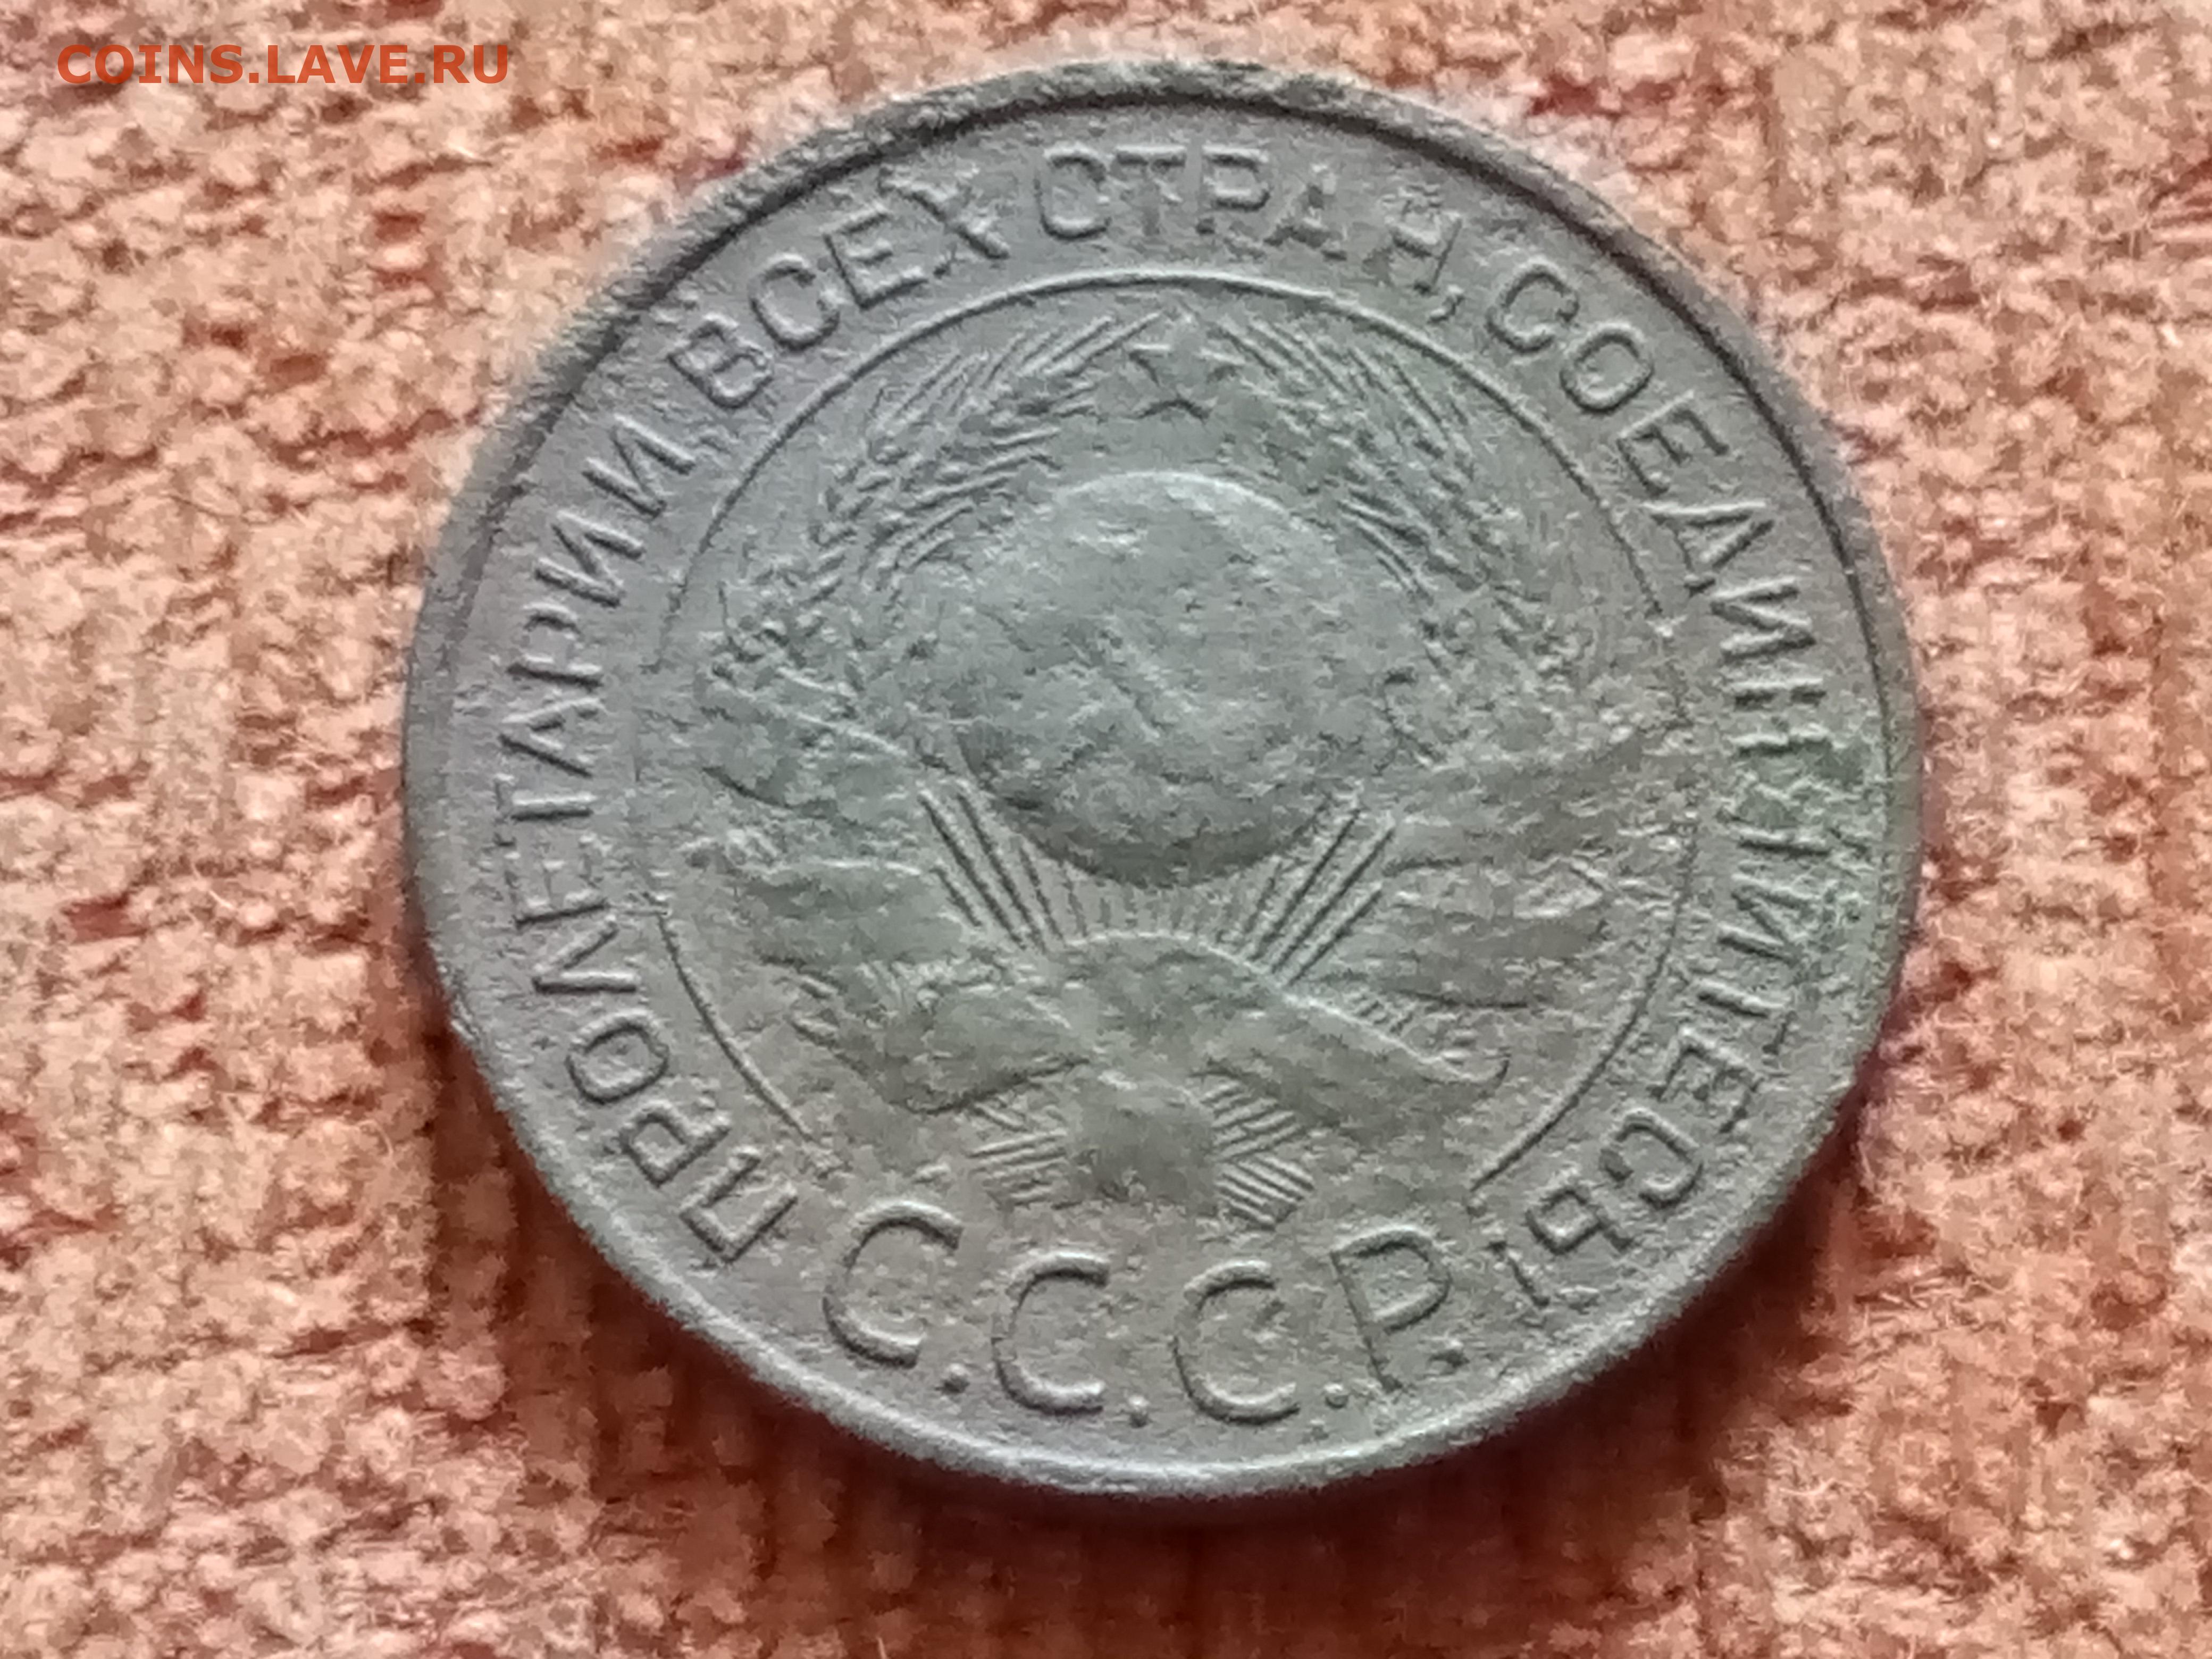 COINS.LAVE.RU
ПРОЛЕТАРИИ ВСЕХ СТРАН, СОЕДИНЯЙТЕСЬ!
С.С.С.Р.